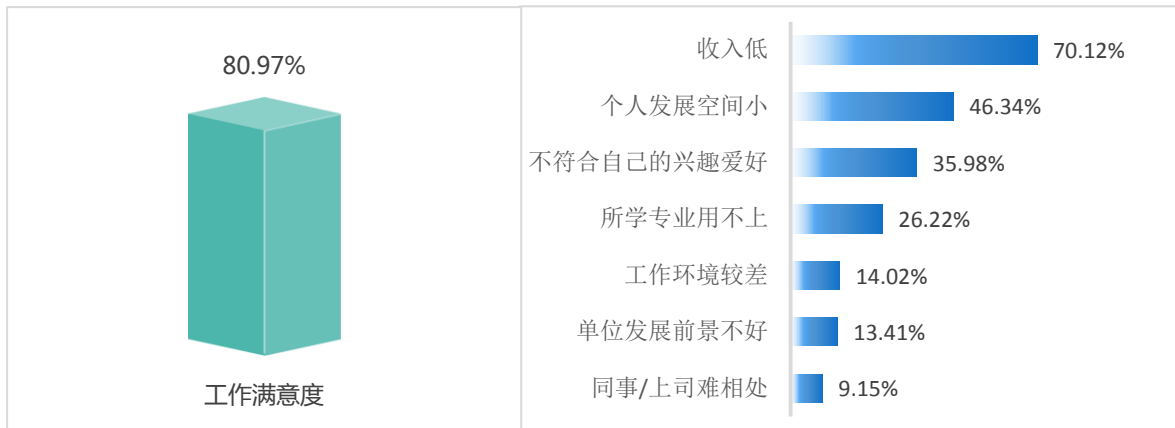 80.97%
工作满意度
收入低 70.12%
个人发展空间小 46.34%
不符合自己的兴趣爱好 35.98%
所学专业用不上 26.22%
工作环境较差 14.02%
单位发展前景不好 13.41%
同事/上司难相处 9.15%